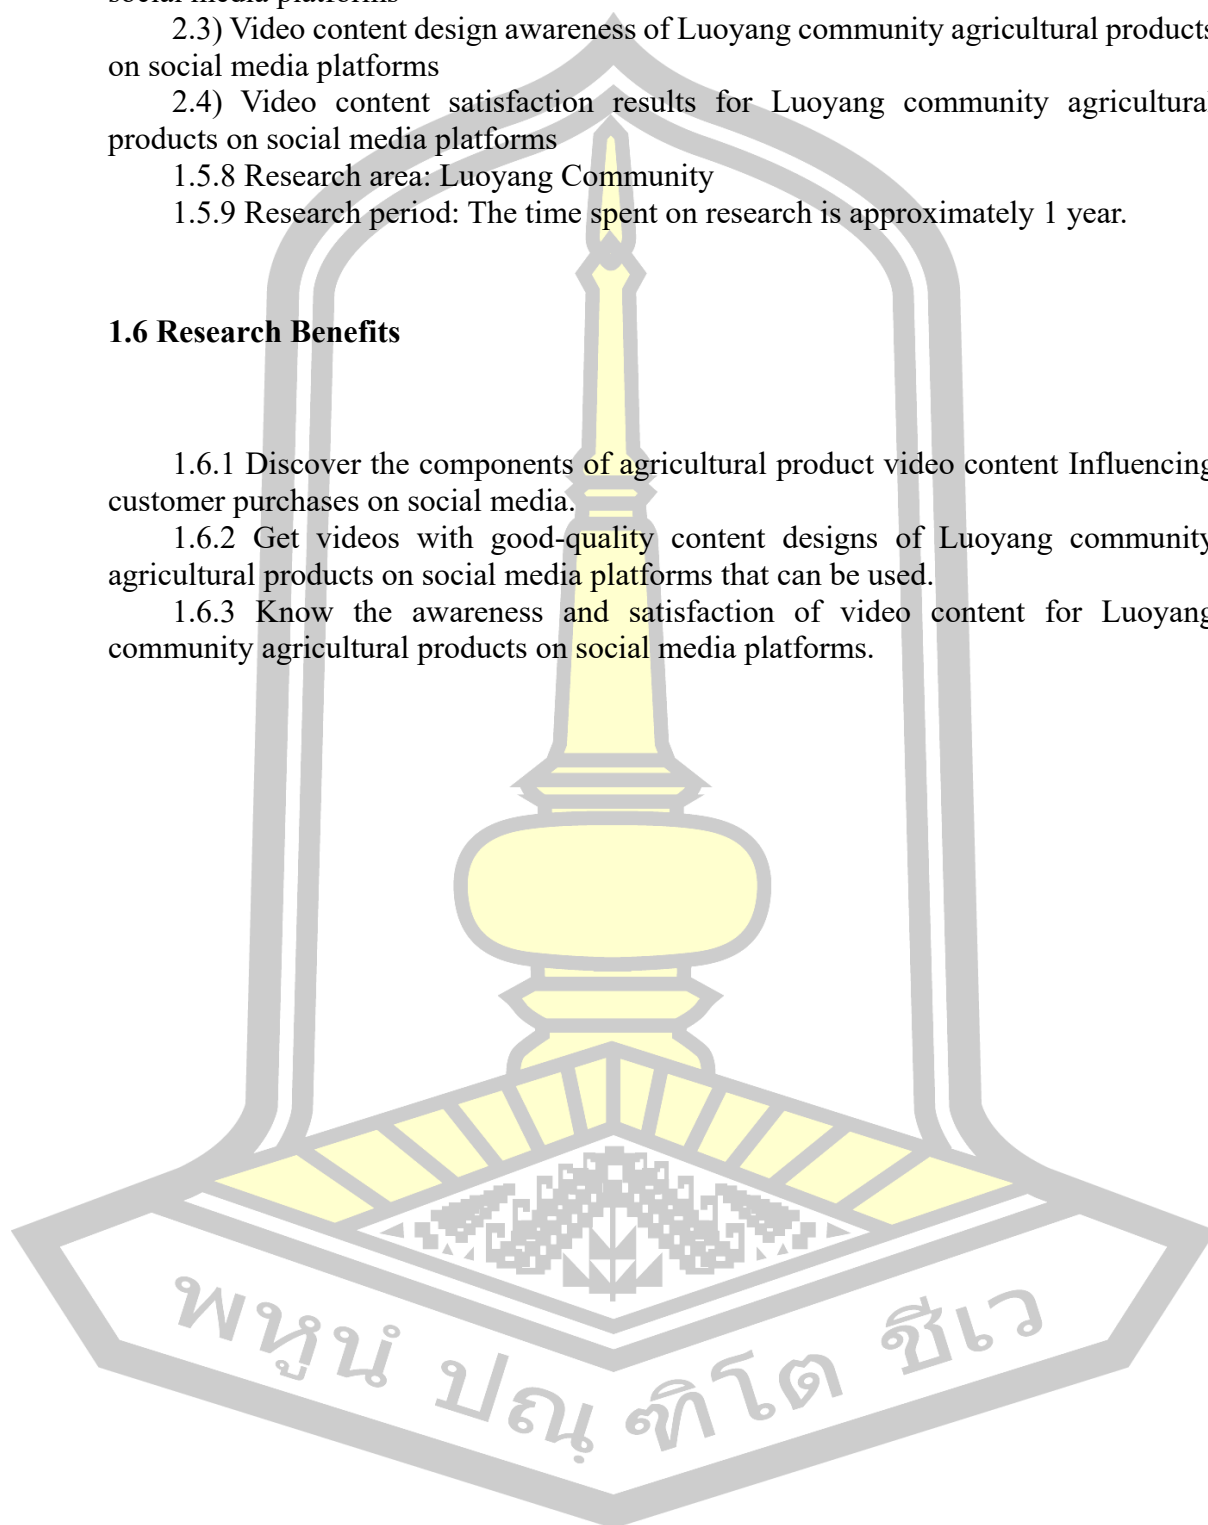 social media platforms
2.3) Video content design awareness of Luoyang community agricultural products
on social media platforms
2.4) Video content satisfaction results for Luoyang community agricultural
products on social media platforms
1.5.8 Research area: Luoyang Community
1.5.9 Research period: The time spent on research is approximately 1 year.
1.6 Research Benefits
1.6.1 Discover the components of agricultural product video content Influencing
customer purchases on social media.
1.6.2 Get videos with good-quality content designs of Luoyang community
agricultural products on social media platforms that can be used.
1.6.3 Know the awareness and satisfaction of video content for Luoyang
community agricultural products on social media platforms.
พหูนํ ปณฺฑิโต ชีเว